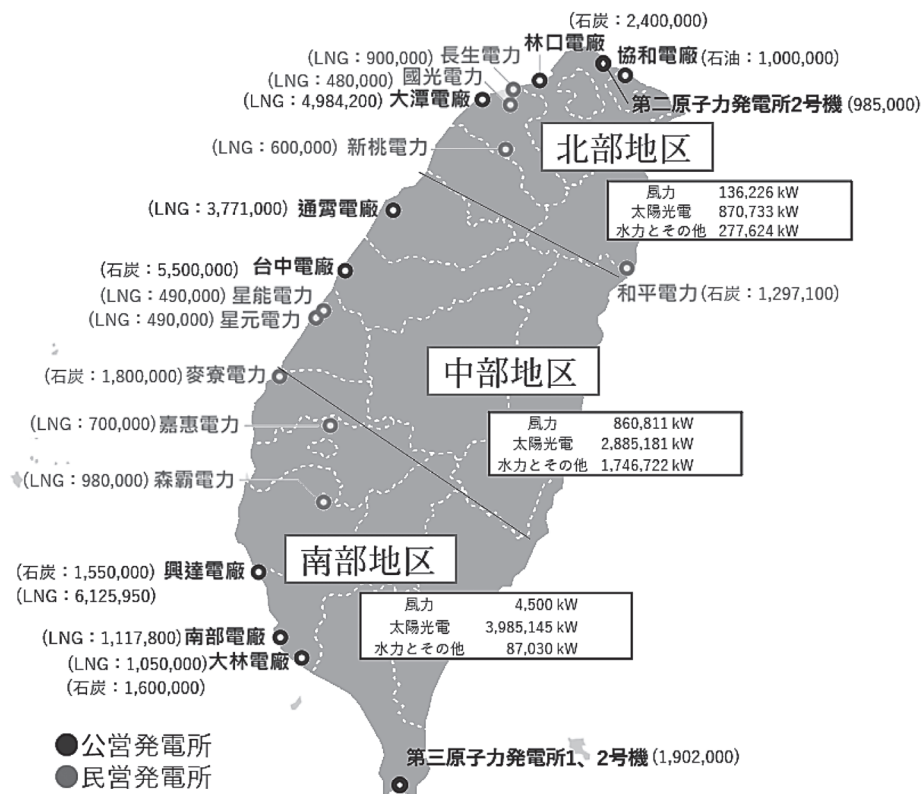 (石炭：2,400,000)
林口電廠
(LNG：900,000) 長生電力
協和電廠(石油：1,000,000)
(LNG：480,000) 國光電力
(LNG：4,984,200) 大潭電廠
第二原子力発電所2号機(985,000)
(LNG：600,000) 新桃電力
北部地区
風力 136,226 kW
太陽光電 870,733 kW
水力とその他 277,624 kW
(LNG：3,771,000) 通霄電廠
(石炭：5,500,000) 台中電廠
(LNG：490,000) 星能電力
和平電力(石炭：1,297,100)
(LNG：490,000) 星元電力
中部地区
(石炭：1,800,000) 麥寮電力
風力 860,811 kW
太陽光電 2,885,181 kW
水力とその他 1,746,722 kW
(LNG：700,000) 嘉惠電力
(LNG：980,000) 森霸電力
南部地区
(石炭：1,550,000) 興達電廠
(LNG：6,125,950)
風力 4,500 kW
太陽光電 3,985,145 kW
水力とその他 87,030 kW
(LNG：1,117,800) 南部電廠
(LNG：1,050,000) 大林電廠
(石炭：1,600,000)
公営発電所
民営発電所
第三原子力発電所1、2号機(1,902,000)